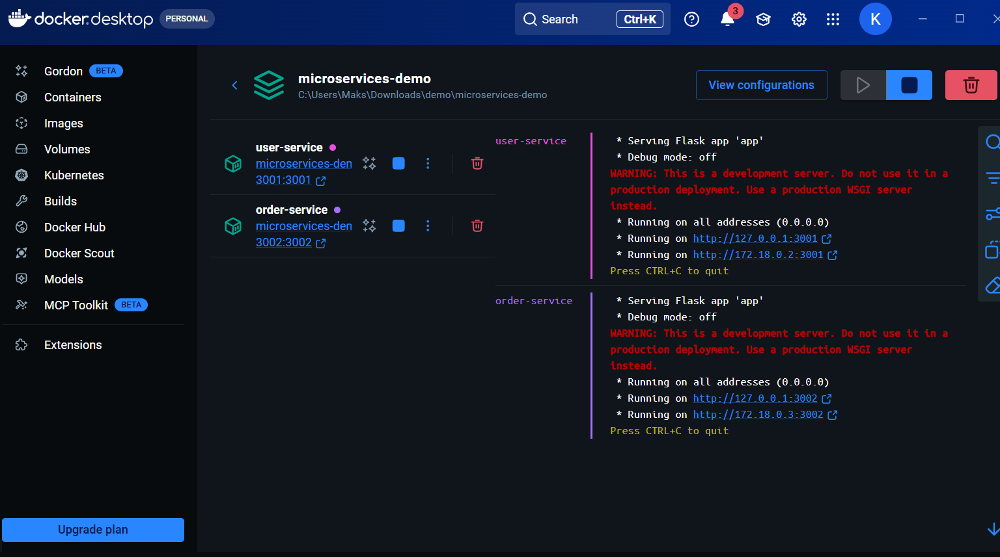 docker.desktop PERSONAL
Search Ctrl+K
3
K
Gordon BETA
Containers
Images
Volumes
Kubernetes
Builds
Docker Hub
Docker Scout
Models
MCP Toolkit BETA
Extensions
Upgrade plan
microservices-demo
C:\Users\Maks\Downloads\demo\microservices-demo
View configurations
user-service
microservices-den
3001:3001
order-service
microservices-den
3002:3002
user-service
* Serving Flask app 'app'
* Debug mode: off
WARNING: This is a development server. Do not use it in a
production deployment. Use a production WSGI server
instead.
* Running on all addresses (0.0.0.0)
* Running on http://127.0.0.1:3001
* Running on http://172.18.0.2:3001
Press CTRL+C to quit
order-service
* Serving Flask app 'app'
* Debug mode: off
WARNING: This is a development server. Do not use it in a
production deployment. Use a production WSGI server
instead.
* Running on all addresses (0.0.0.0)
* Running on http://127.0.0.1:3002
* Running on http://172.18.0.3:3002
Press CTRL+C to quit